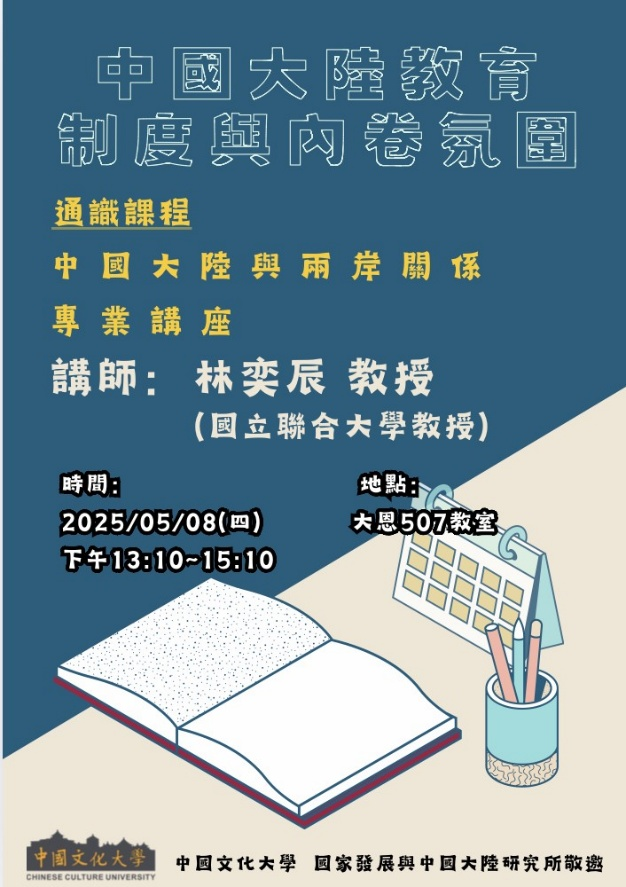 中國大陸教育
制度與內卷氛圍
通識課程
中國大陸與兩岸關係
專業講座
講師：林奕辰 教授
(國立聯合大學教授)
時間：
2025/05/08(四)
下午13:10~15:10
地點：
大恩507教室
中國文化大學
CHINESE CULTURE UNIVERSITY
中國文化大學 國家發展與中國大陸研究所敬邀